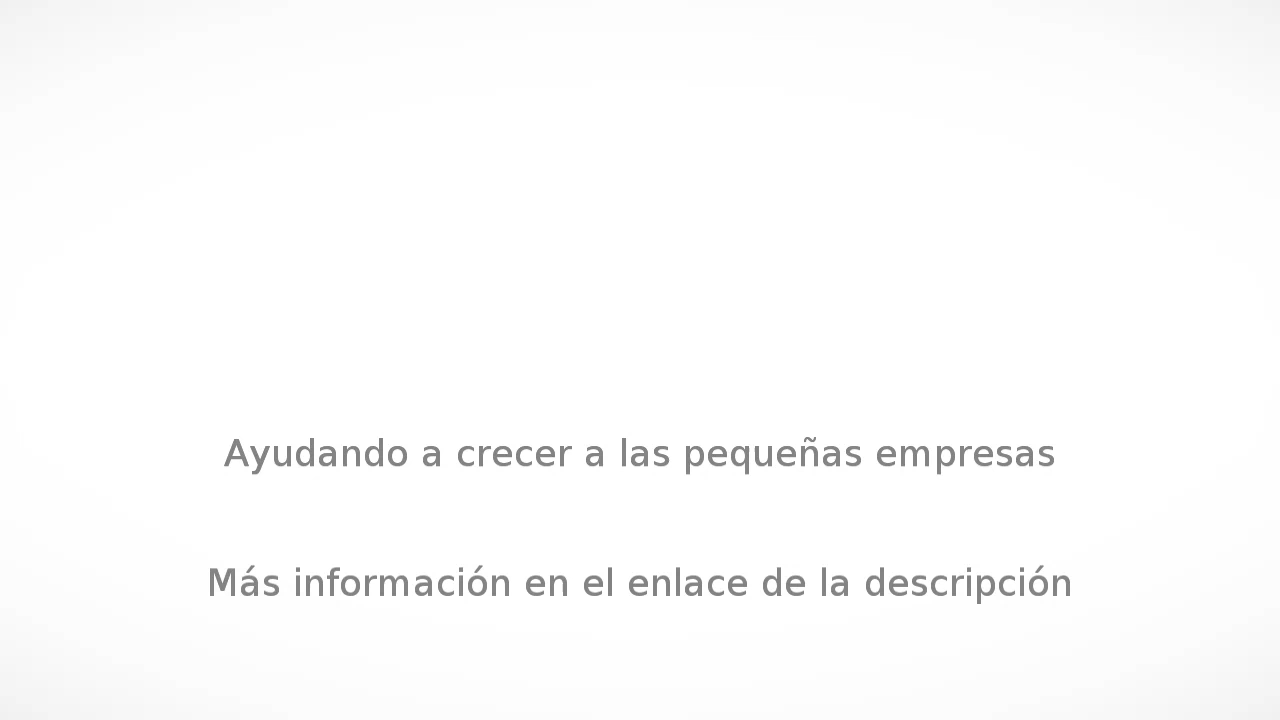 Ayudando a crecer a las pequeñas empresas
Más información en el enlace de la descripción